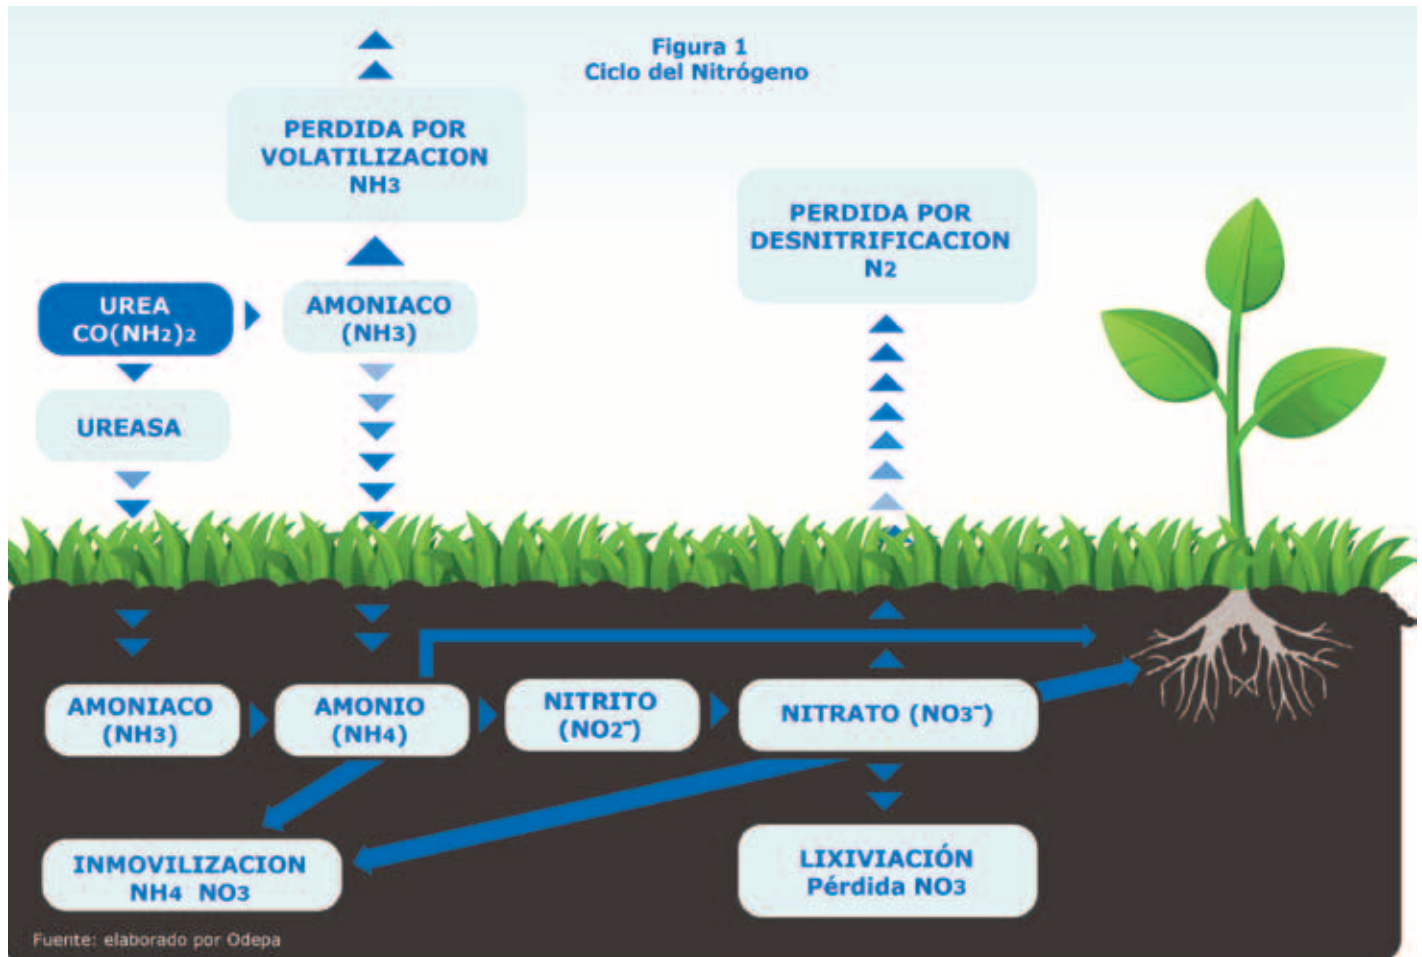 Figura 1
Ciclo del Nitrógeno
PERDIDA POR
VOLATILIZACION
NH3
PERDIDA POR
DESNITRIFICACION
N2
UREA
CO(NH2)2
AMONIACO
(NH3)
UREASA
AMONIACO
(NH3)
AMONIO
(NH4)
NITRITO
(NO2-)
NITRATO (NO3-)
INMOVILIZACION
NH4 NO3
LIXIVIACIÓN
Pérdida NO3
Fuente: elaborado por Odepa